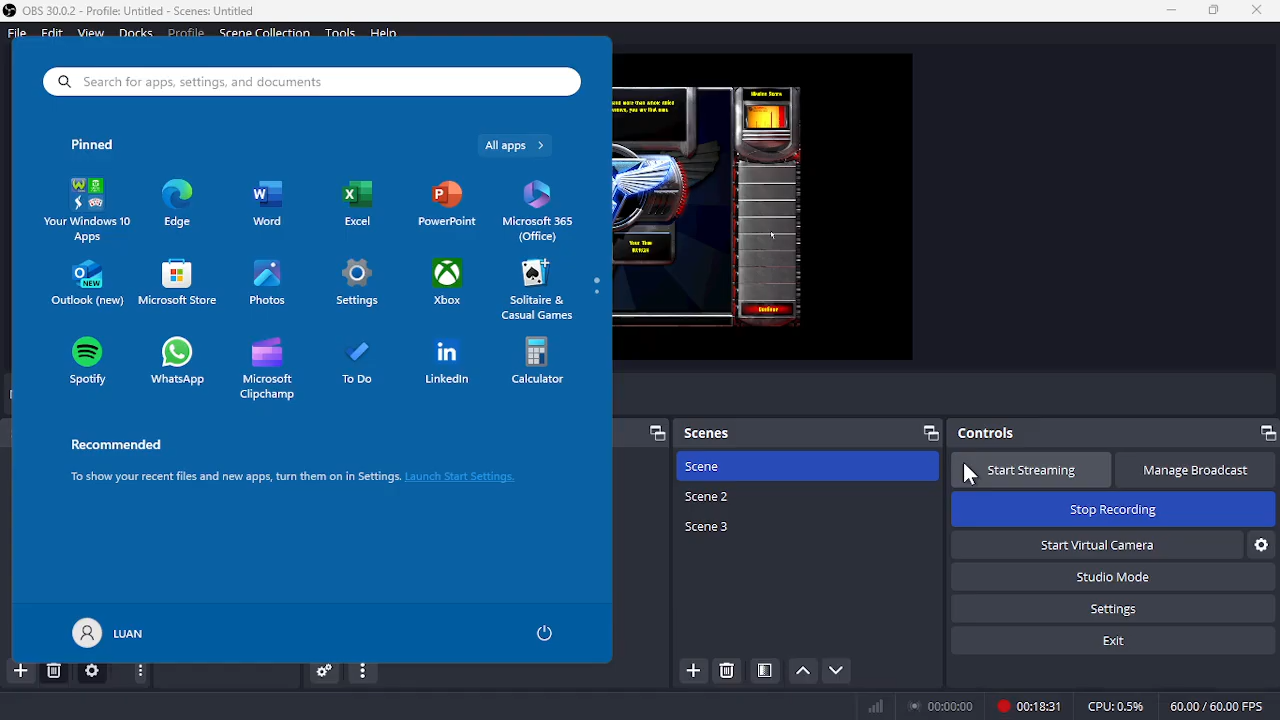 OBS 30.0.2 - Profile: Untitled - Scenes: Untitled
File Edit View Docks Profile Scene Collection Tools Help
Search for apps, settings, and documents
Pinned
All apps
Your Windows 10
Apps
Edge
Word
Excel
PowerPoint
Microsoft 365
(Office)
Outlook (new)
Microsoft Store
Photos
Settings
Xbox
Solitaire &
Casual Games
Spotify
WhatsApp
Microsoft
Clipchamp
To Do
LinkedIn
Calculator
Recommended
To show your recent files and new apps, turn them on in Settings. Launch Start Settings.
LUAN
Your Time
Continue
Scenes
Scene
Scene 2
Scene 3
Controls
Start Streaming
Manage Broadcast
Stop Recording
Start Virtual Camera
Studio Mode
Settings
Exit
00:00:00
00:18:31
CPU: 0.5%
60.00 / 60.00 FPS